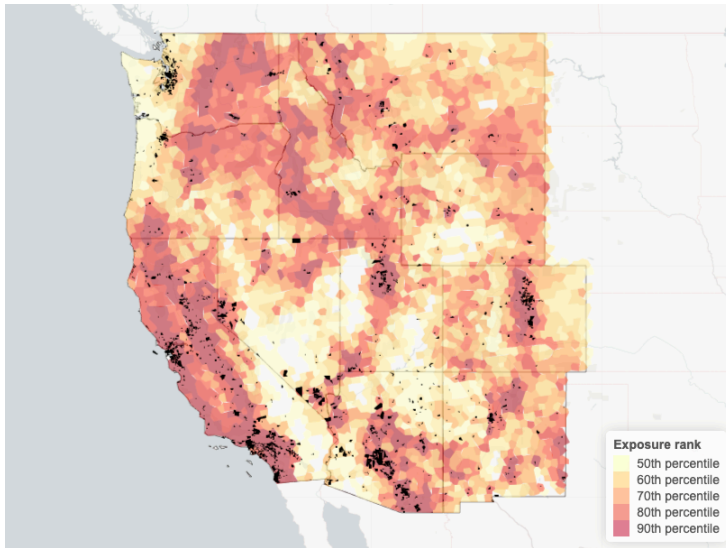 Exposure rank
50th percentile
60th percentile
70th percentile
80th percentile
90th percentile